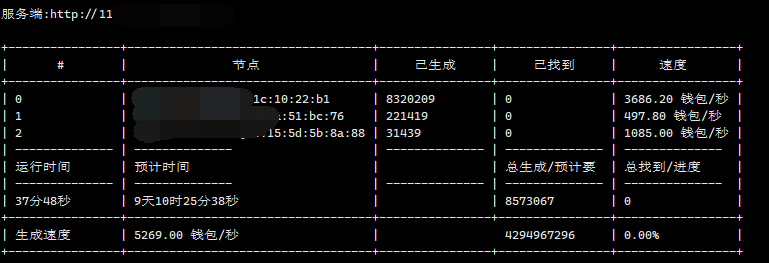 服务端:http://11
# 节点 已生成 已找到 速度
0 1c:10:22:b1 8320209 0 3686.20 钱包/秒
1 :51:bc:76 221419 0 497.80 钱包/秒
2 :15:5d:5b:8a:88 31439 0 1085.00 钱包/秒
运行时间 预计时间 总生成/预计要 总找到/进度
37分48秒 9天10时25分38秒 8573067 0
生成速度 5269.00 钱包/秒 4294967296 0.00%